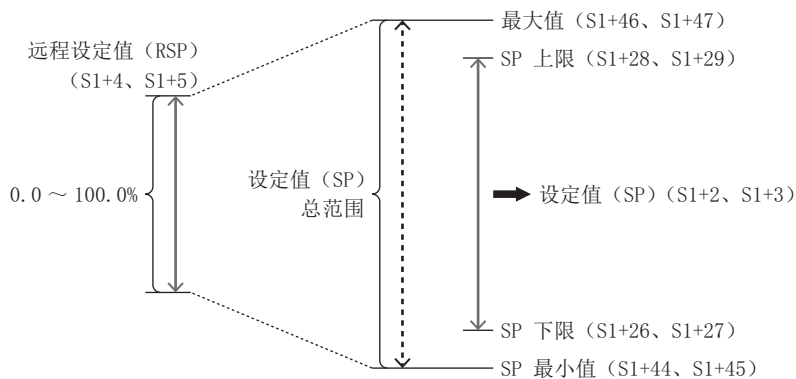 最大值（S1+46、S1+47）
远程设定值（RSP）
（S1+4、S1+5）
SP 上限（S1+28、S1+29）
0.0 ～ 100.0%
设定值（SP）
总范围
设定值（SP）（S1+2、S1+3）
SP 下限（S1+26、S1+27）
SP 最小值（S1+44、S1+45）